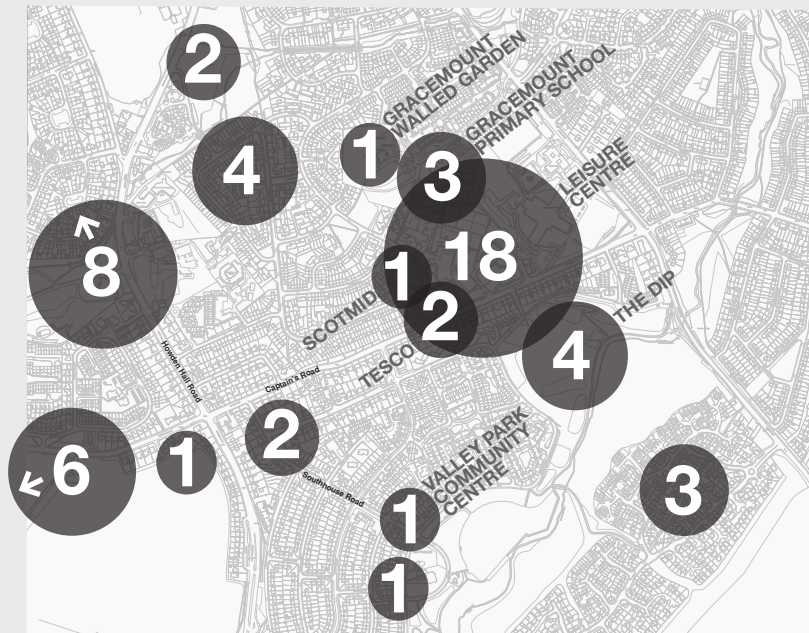 2
GRACEMOUNT
WALLED GARDEN
GRACEMOUNT
PRIMARY SCHOOL
4
1
3
LEISURE
CENTRE
8
18
1
2
SCOTMID
THE DIP
TESCO
4
Howden Hall Road
Captain's Road
6
1
2
VALLEY PARK
COMMUNITY
CENTRE
Southhouse Road
3
1
1